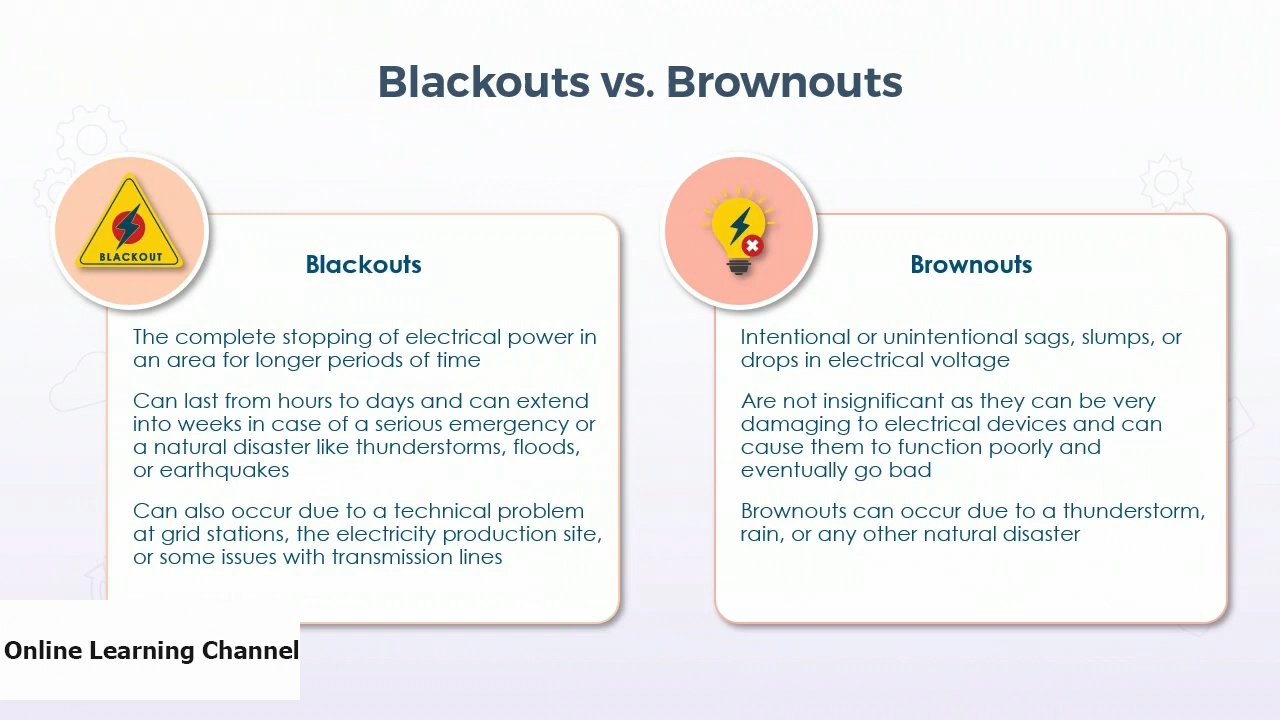 Blackouts vs. Brownouts
BLACKOUT
Blackouts
The complete stopping of electrical power in
an area for longer periods of time
Can last from hours to days and can extend
into weeks in case of a serious emergency or
a natural disaster like thunderstorms, floods,
or earthquakes
Can also occur due to a technical problem
at grid stations, the electricity production site,
or some issues with transmission lines
Brownouts
Intentional or unintentional sags, slumps, or
drops in electrical voltage
Are not insignificant as they can be very
damaging to electrical devices and can
cause them to function poorly and
eventually go bad
Brownouts can occur due to a thunderstorm,
rain, or any other natural disaster
Online Learning Channel